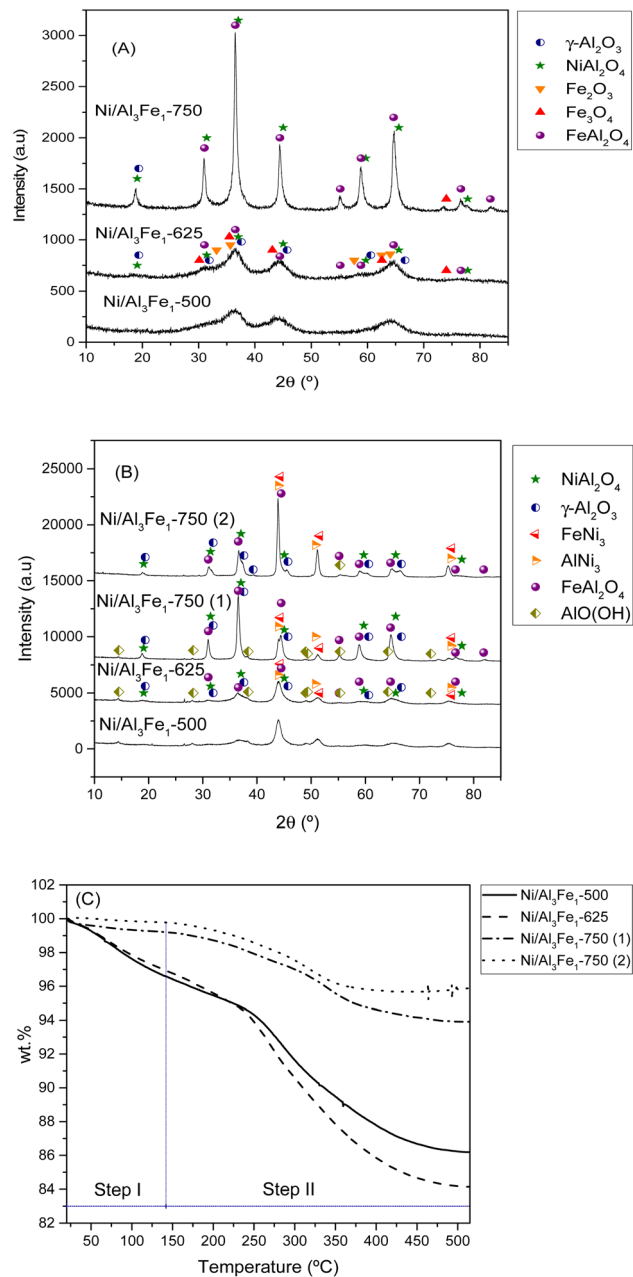 (A)
3000
2500
2000
1500
1000
500
0
Intensity (a.u)
Ni/Al₃Fe₁-750
Ni/Al₃Fe₁-625
Ni/Al₃Fe₁-500
10 20 30 40 50 60 70 80
2θ (º)
γ-Al₂O₃
NiAl₂O₄
Fe₂O₃
Fe₃O₄
FeAl₂O₄
(B)
25000
20000
15000
10000
5000
0
Intensity (a.u)
Ni/Al₃Fe₁-750 (2)
Ni/Al₃Fe₁-750 (1)
Ni/Al₃Fe₁-625
Ni/Al₃Fe₁-500
10 20 30 40 50 60 70 80
2θ (º)
NiAl₂O₄
γ-Al₂O₃
FeNi₃
AlNi₃
FeAl₂O₄
AlO(OH)
(C)
102
100
98
96
94
92
90
88
86
84
82
wt.%
Step I
Step II
50 100 150 200 250 300 350 400 450 500
Temperature (ºC)
Ni/Al₃Fe₁-500
Ni/Al₃Fe₁-625
Ni/Al₃Fe₁-750 (1)
Ni/Al₃Fe₁-750 (2)